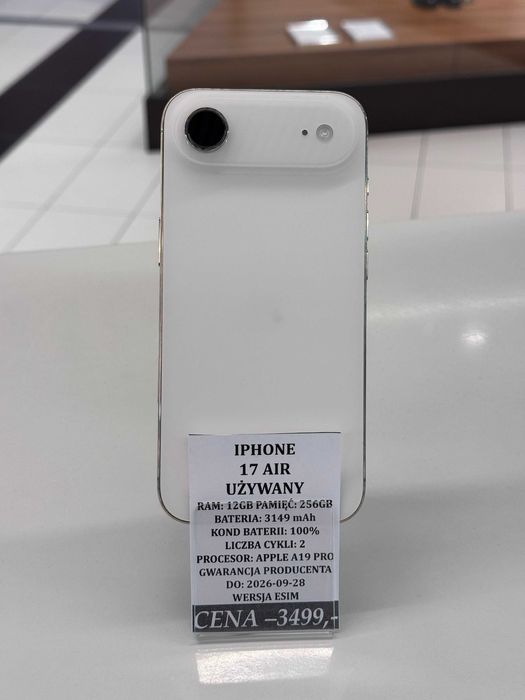 IPHONE
17 AIR
UŻYWANY
RAM: 12GB PAMIĘĆ: 256GB
BATERIA: 3149 mAh
KOND BATERII: 100%
LICZBA CYKLI: 2
PROCESOR: APPLE A19 PRO
GWARANCJA PRODUCENTA
DO: 2026-09-28
WERSJA ESIM
CENA –3499,-